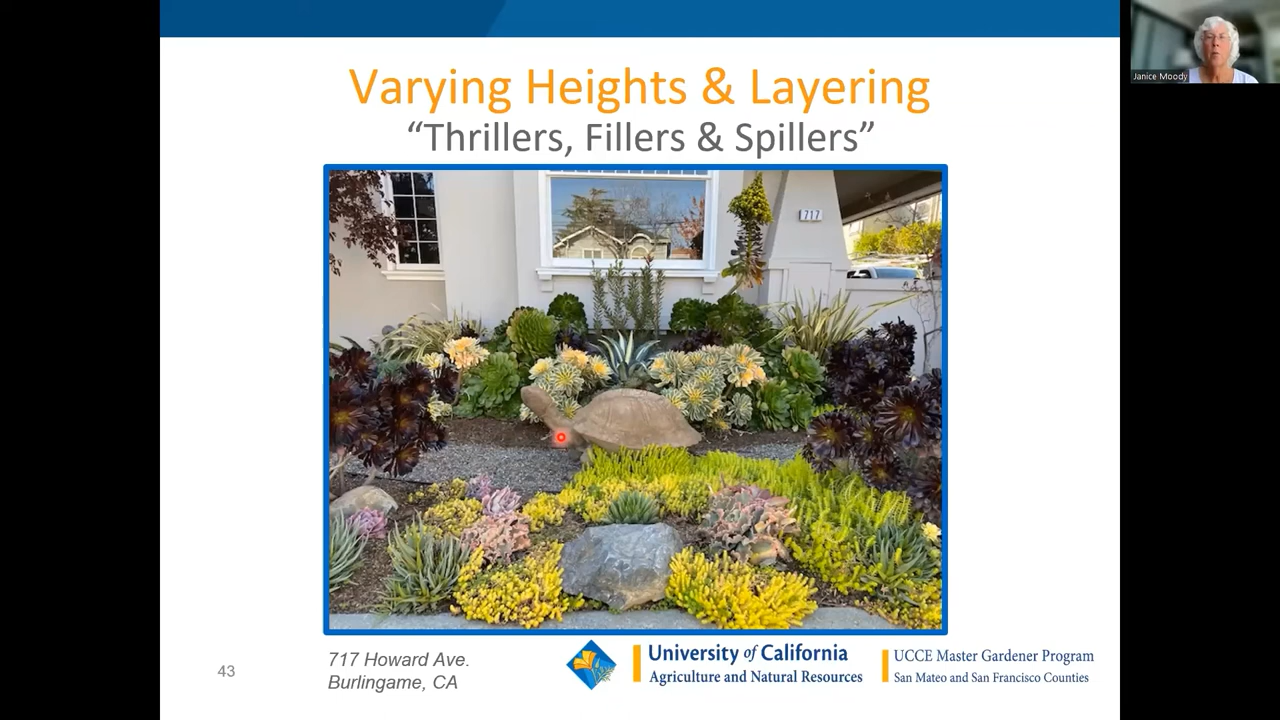 Varying Heights & Layering
“Thrillers, Fillers & Spillers”
Janice Moody
717
43
717 Howard Ave.
Burlingame, CA
University of California
Agriculture and Natural Resources
UCCE Master Gardener Program
San Mateo and San Francisco Counties